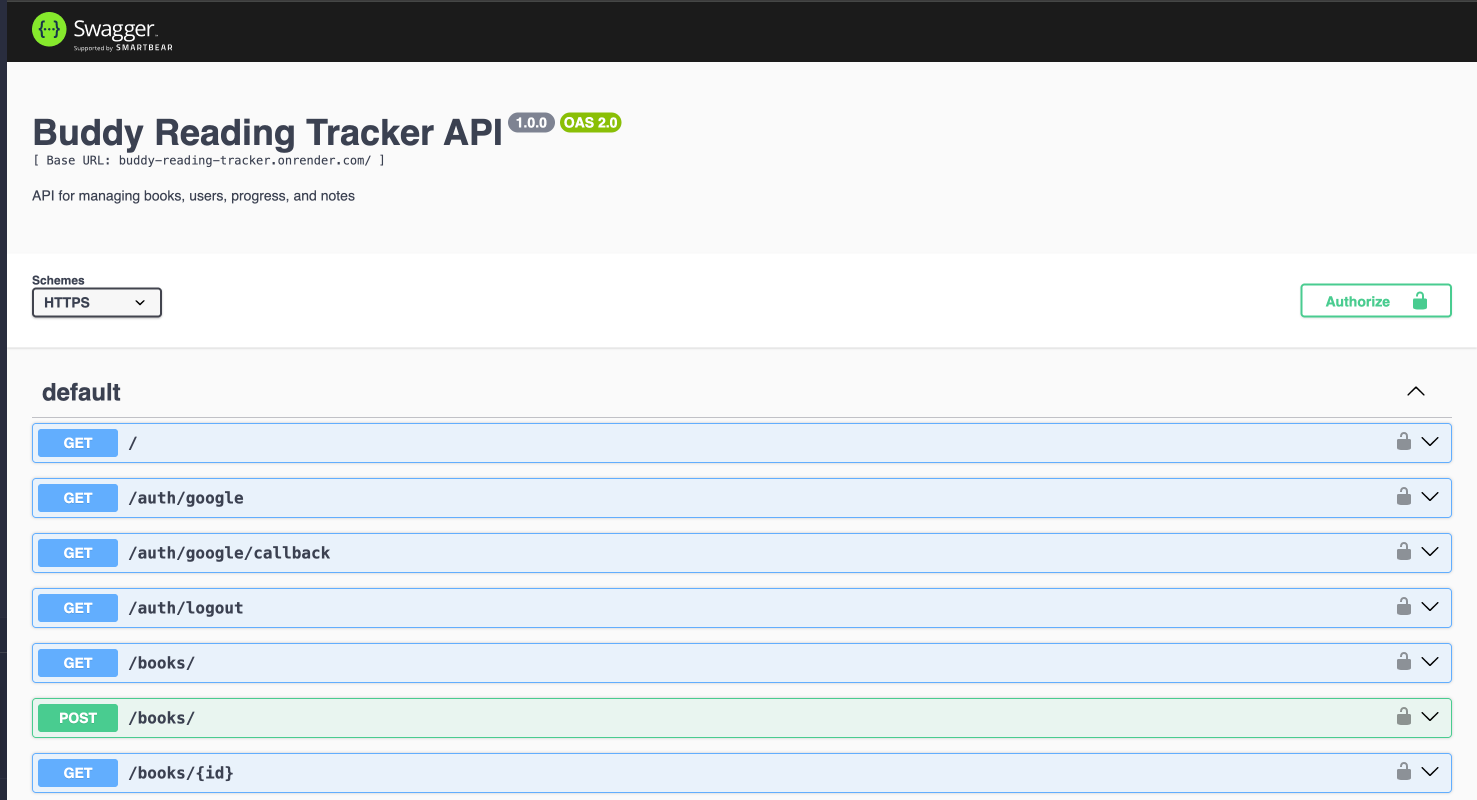 Swagger
Supported by SMARTBEAR
Buddy Reading Tracker API 1.0.0 OAS 2.0
[ Base URL: buddy-reading-tracker.onrender.com/ ]
API for managing books, users, progress, and notes
Schemes
HTTPS
Authorize
default
GET /
GET /auth/google
GET /auth/google/callback
GET /auth/logout
GET /books/
POST /books/
GET /books/{id}